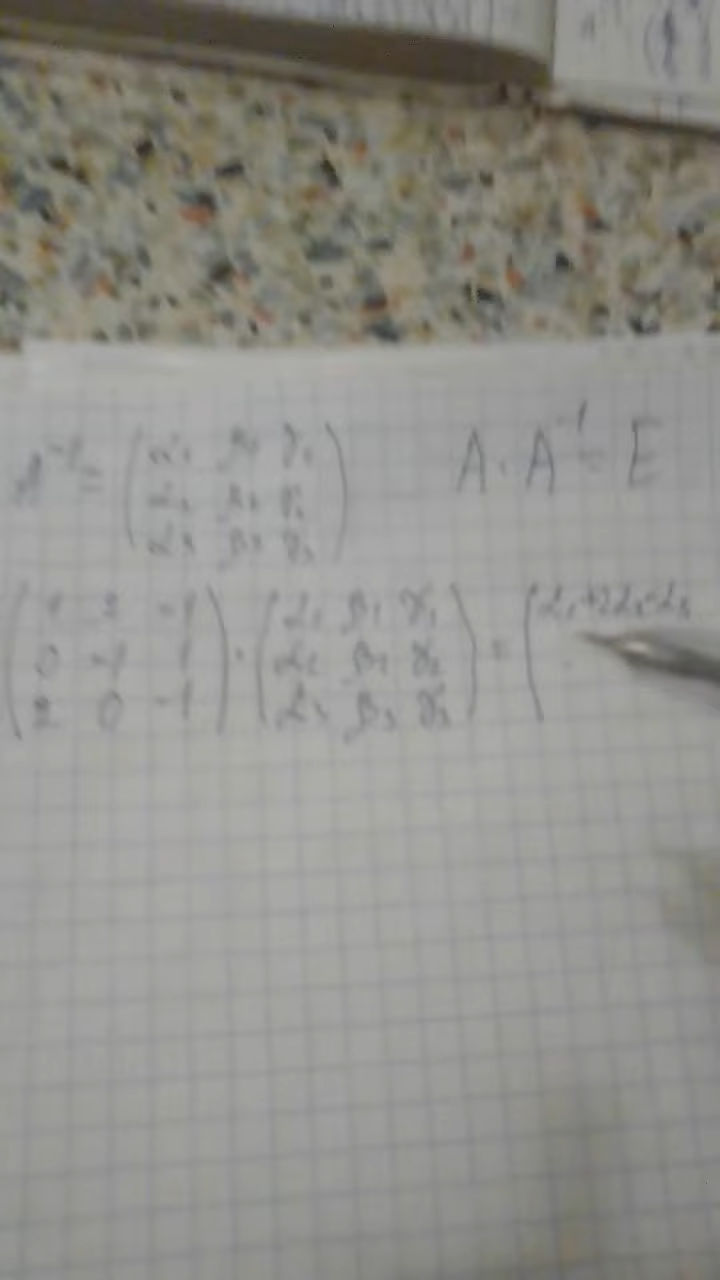 A⁻¹ = (α₁ β₁ γ₁ A · A⁻¹ = E
α₂ β₂ γ₂
α₃ β₃ γ₃)
(1 2 -1) · (α₁ β₁ γ₁) = (α₁+2α₂-α₃
0 -1 1 α₂ β₂ γ₂
2 0 -1 α₃ β₃ γ₃